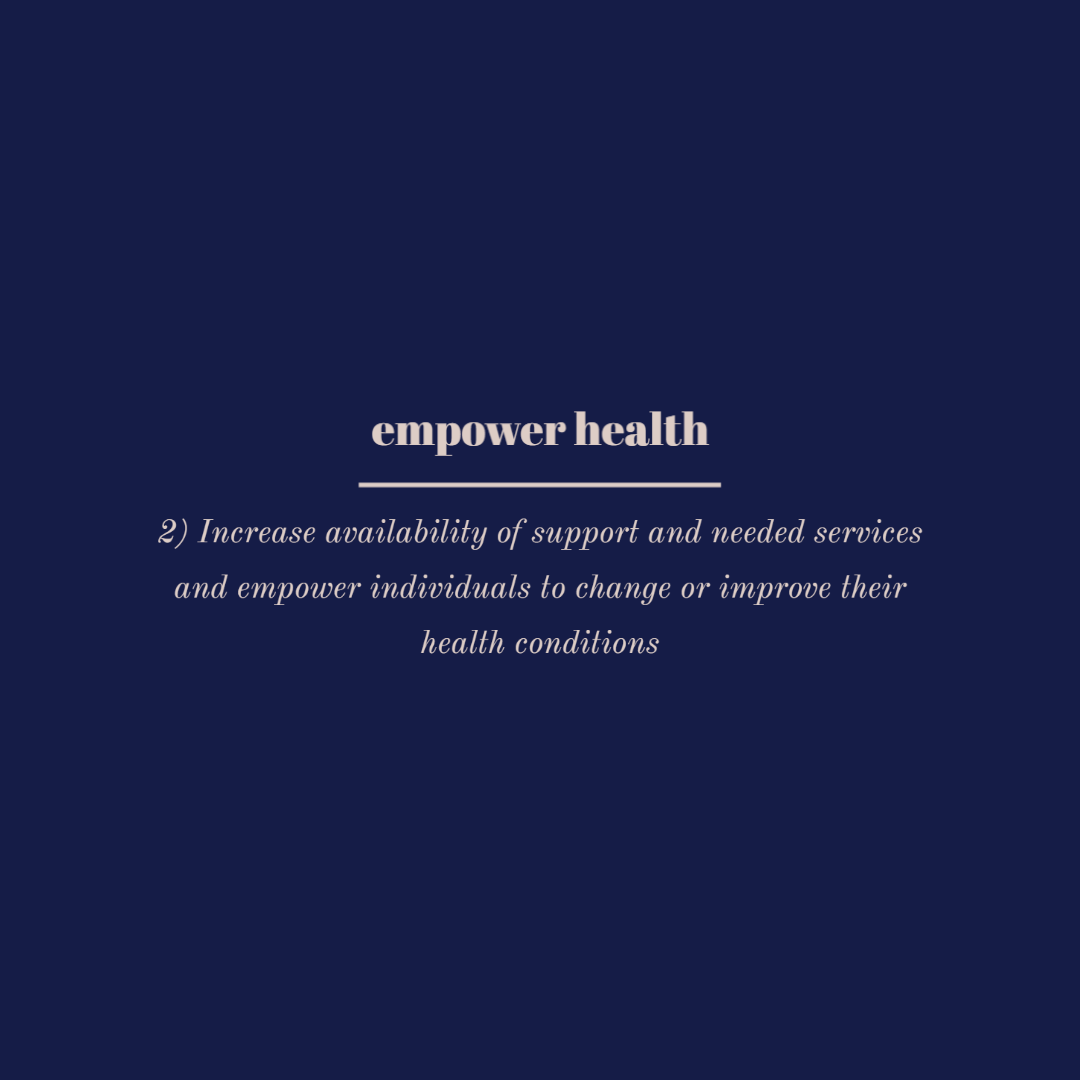 empower health
2) Increase availability of support and needed services
and empower individuals to change or improve their
health conditions